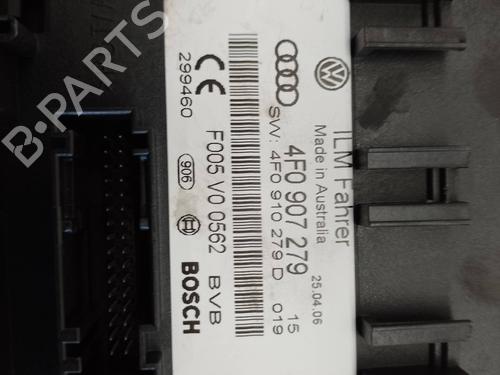 ILM Fahrer
Made in Australia 25.04.06
4F0 907 279 15
SW: 4F0 910 279 D 019
F005 V0 0562 BVB
299460 906 BOSCH
B-PARTS